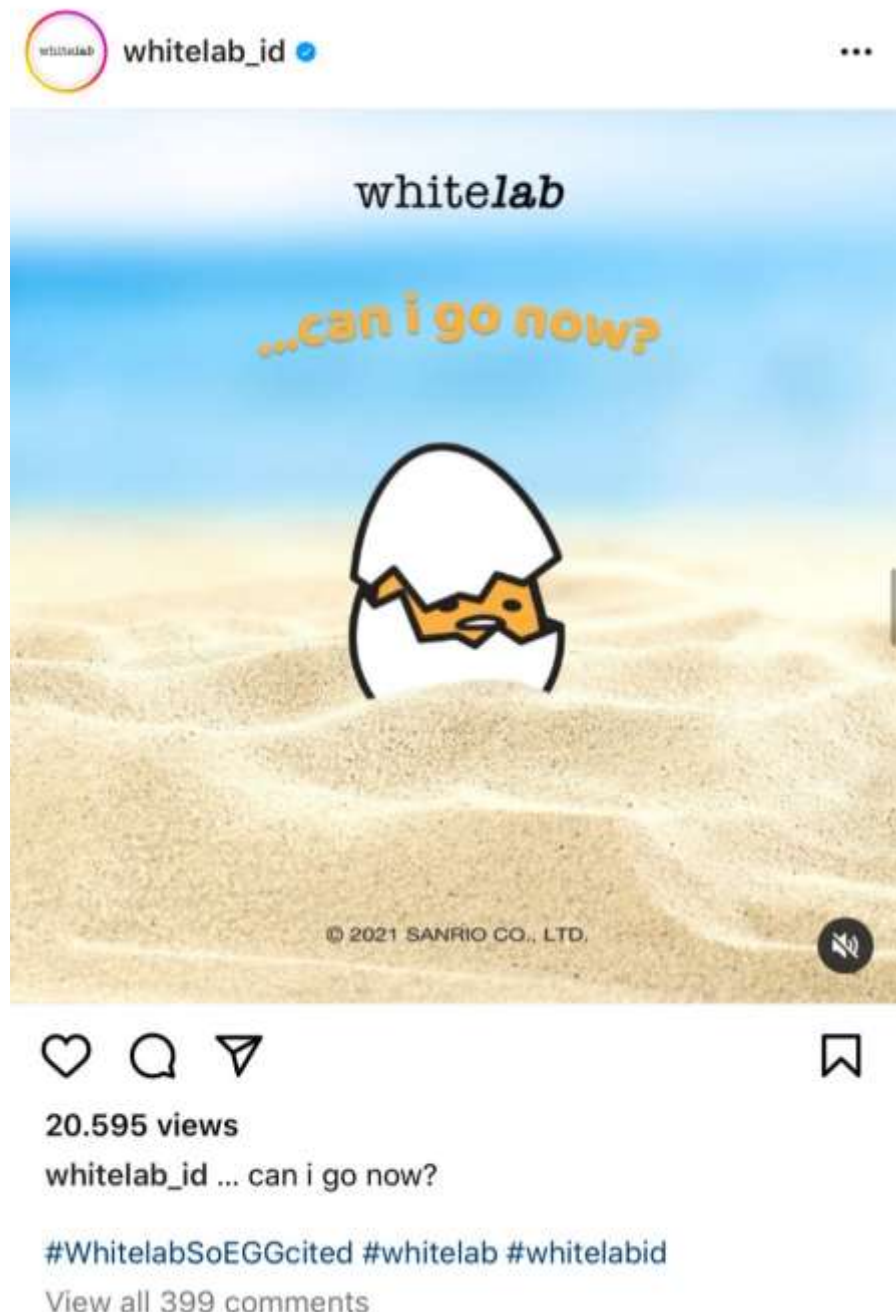 whitelab
whitelab_id
whitelab
...can i go now?
© 2021 SANRIO CO., LTD.
20.595 views
whitelab_id ... can i go now?
#WhitelabSoEGGcited #whitelab #whitelabid
View all 399 comments